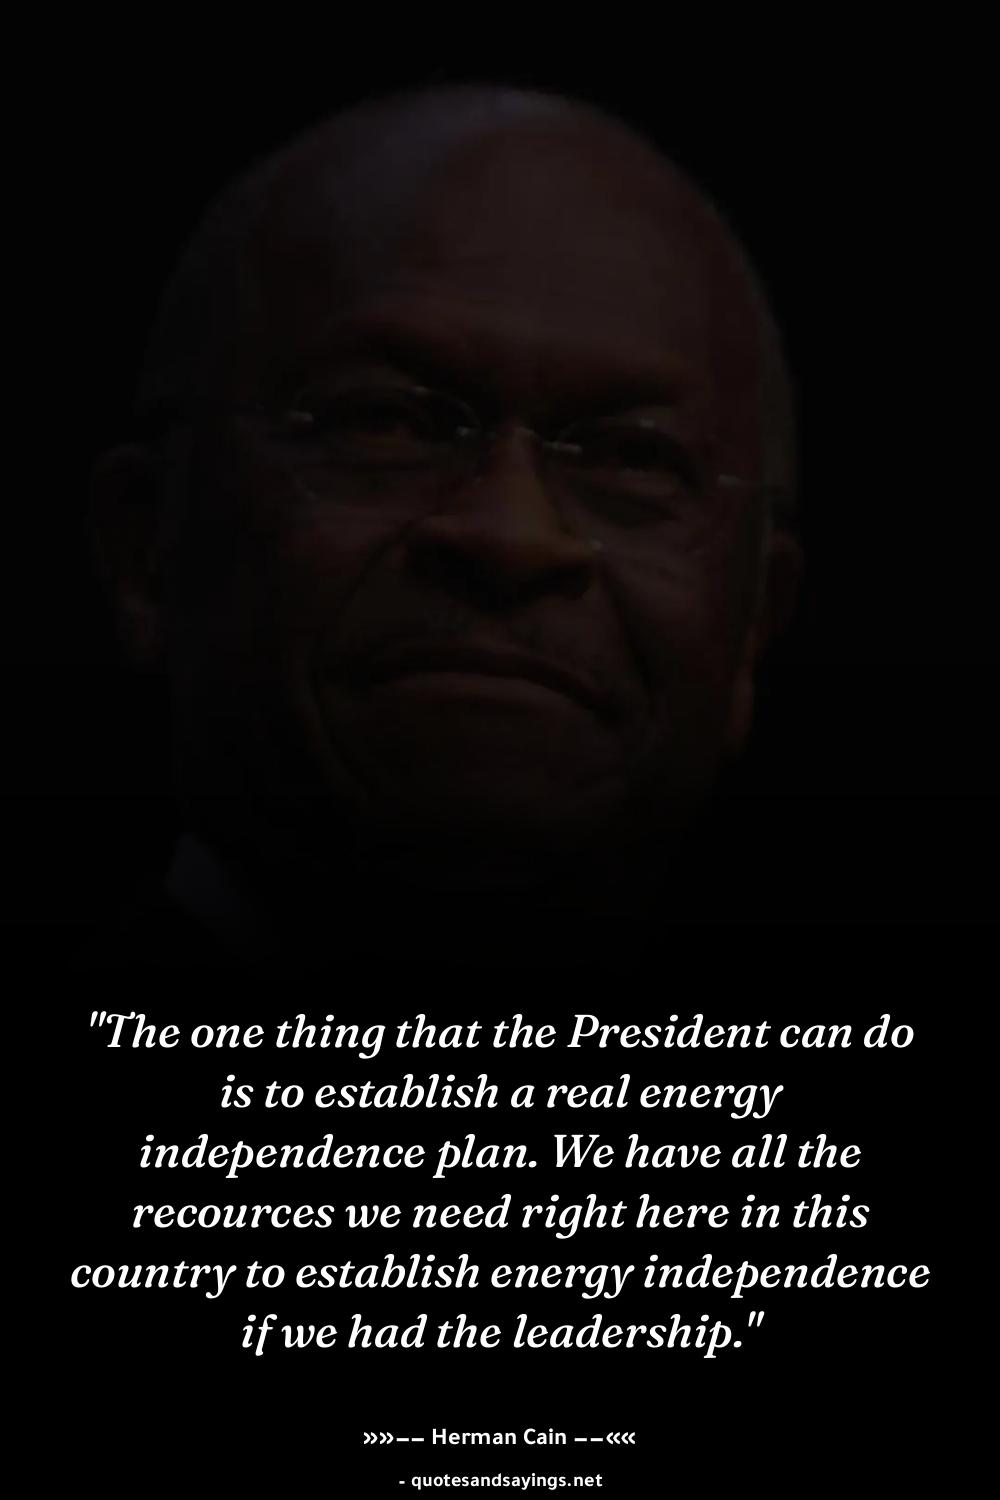 "The one thing that the President can do
is to establish a real energy
independence plan. We have all the
recources we need right here in this
country to establish energy independence
if we had the leadership."
»»−− Herman Cain −−««
- quotesandsayings.net